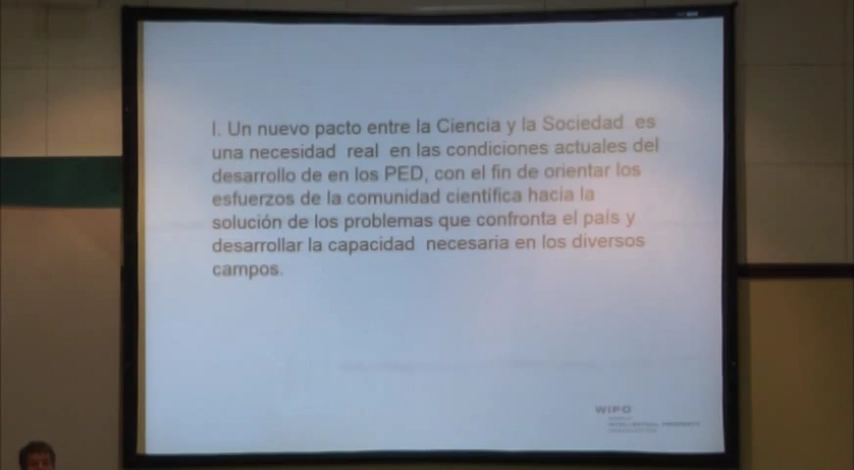 I. Un nuevo pacto entre la Ciencia y la Sociedad es
una necesidad real en las condiciones actuales del
desarrollo de en los PED, con el fin de orientar los
esfuerzos de la comunidad científica hacia la
solución de los problemas que confronta el país y
desarrollar la capacidad necesaria en los diversos
campos.
WIPO